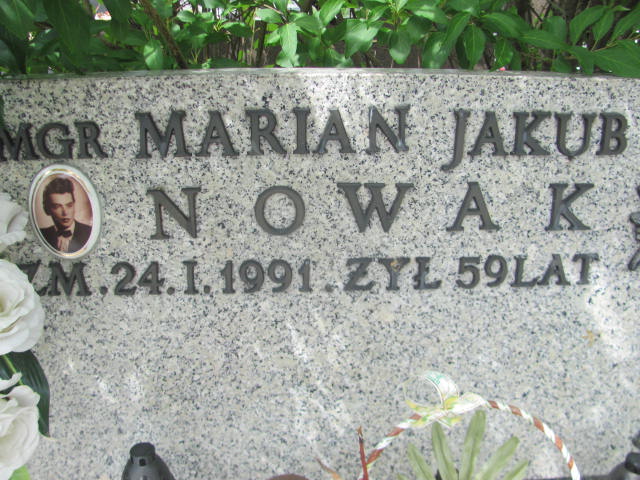 MGR MARIAN JAKUB
NOWAK
ZM. 24. I. 1991. ŻYŁ 59 LAT